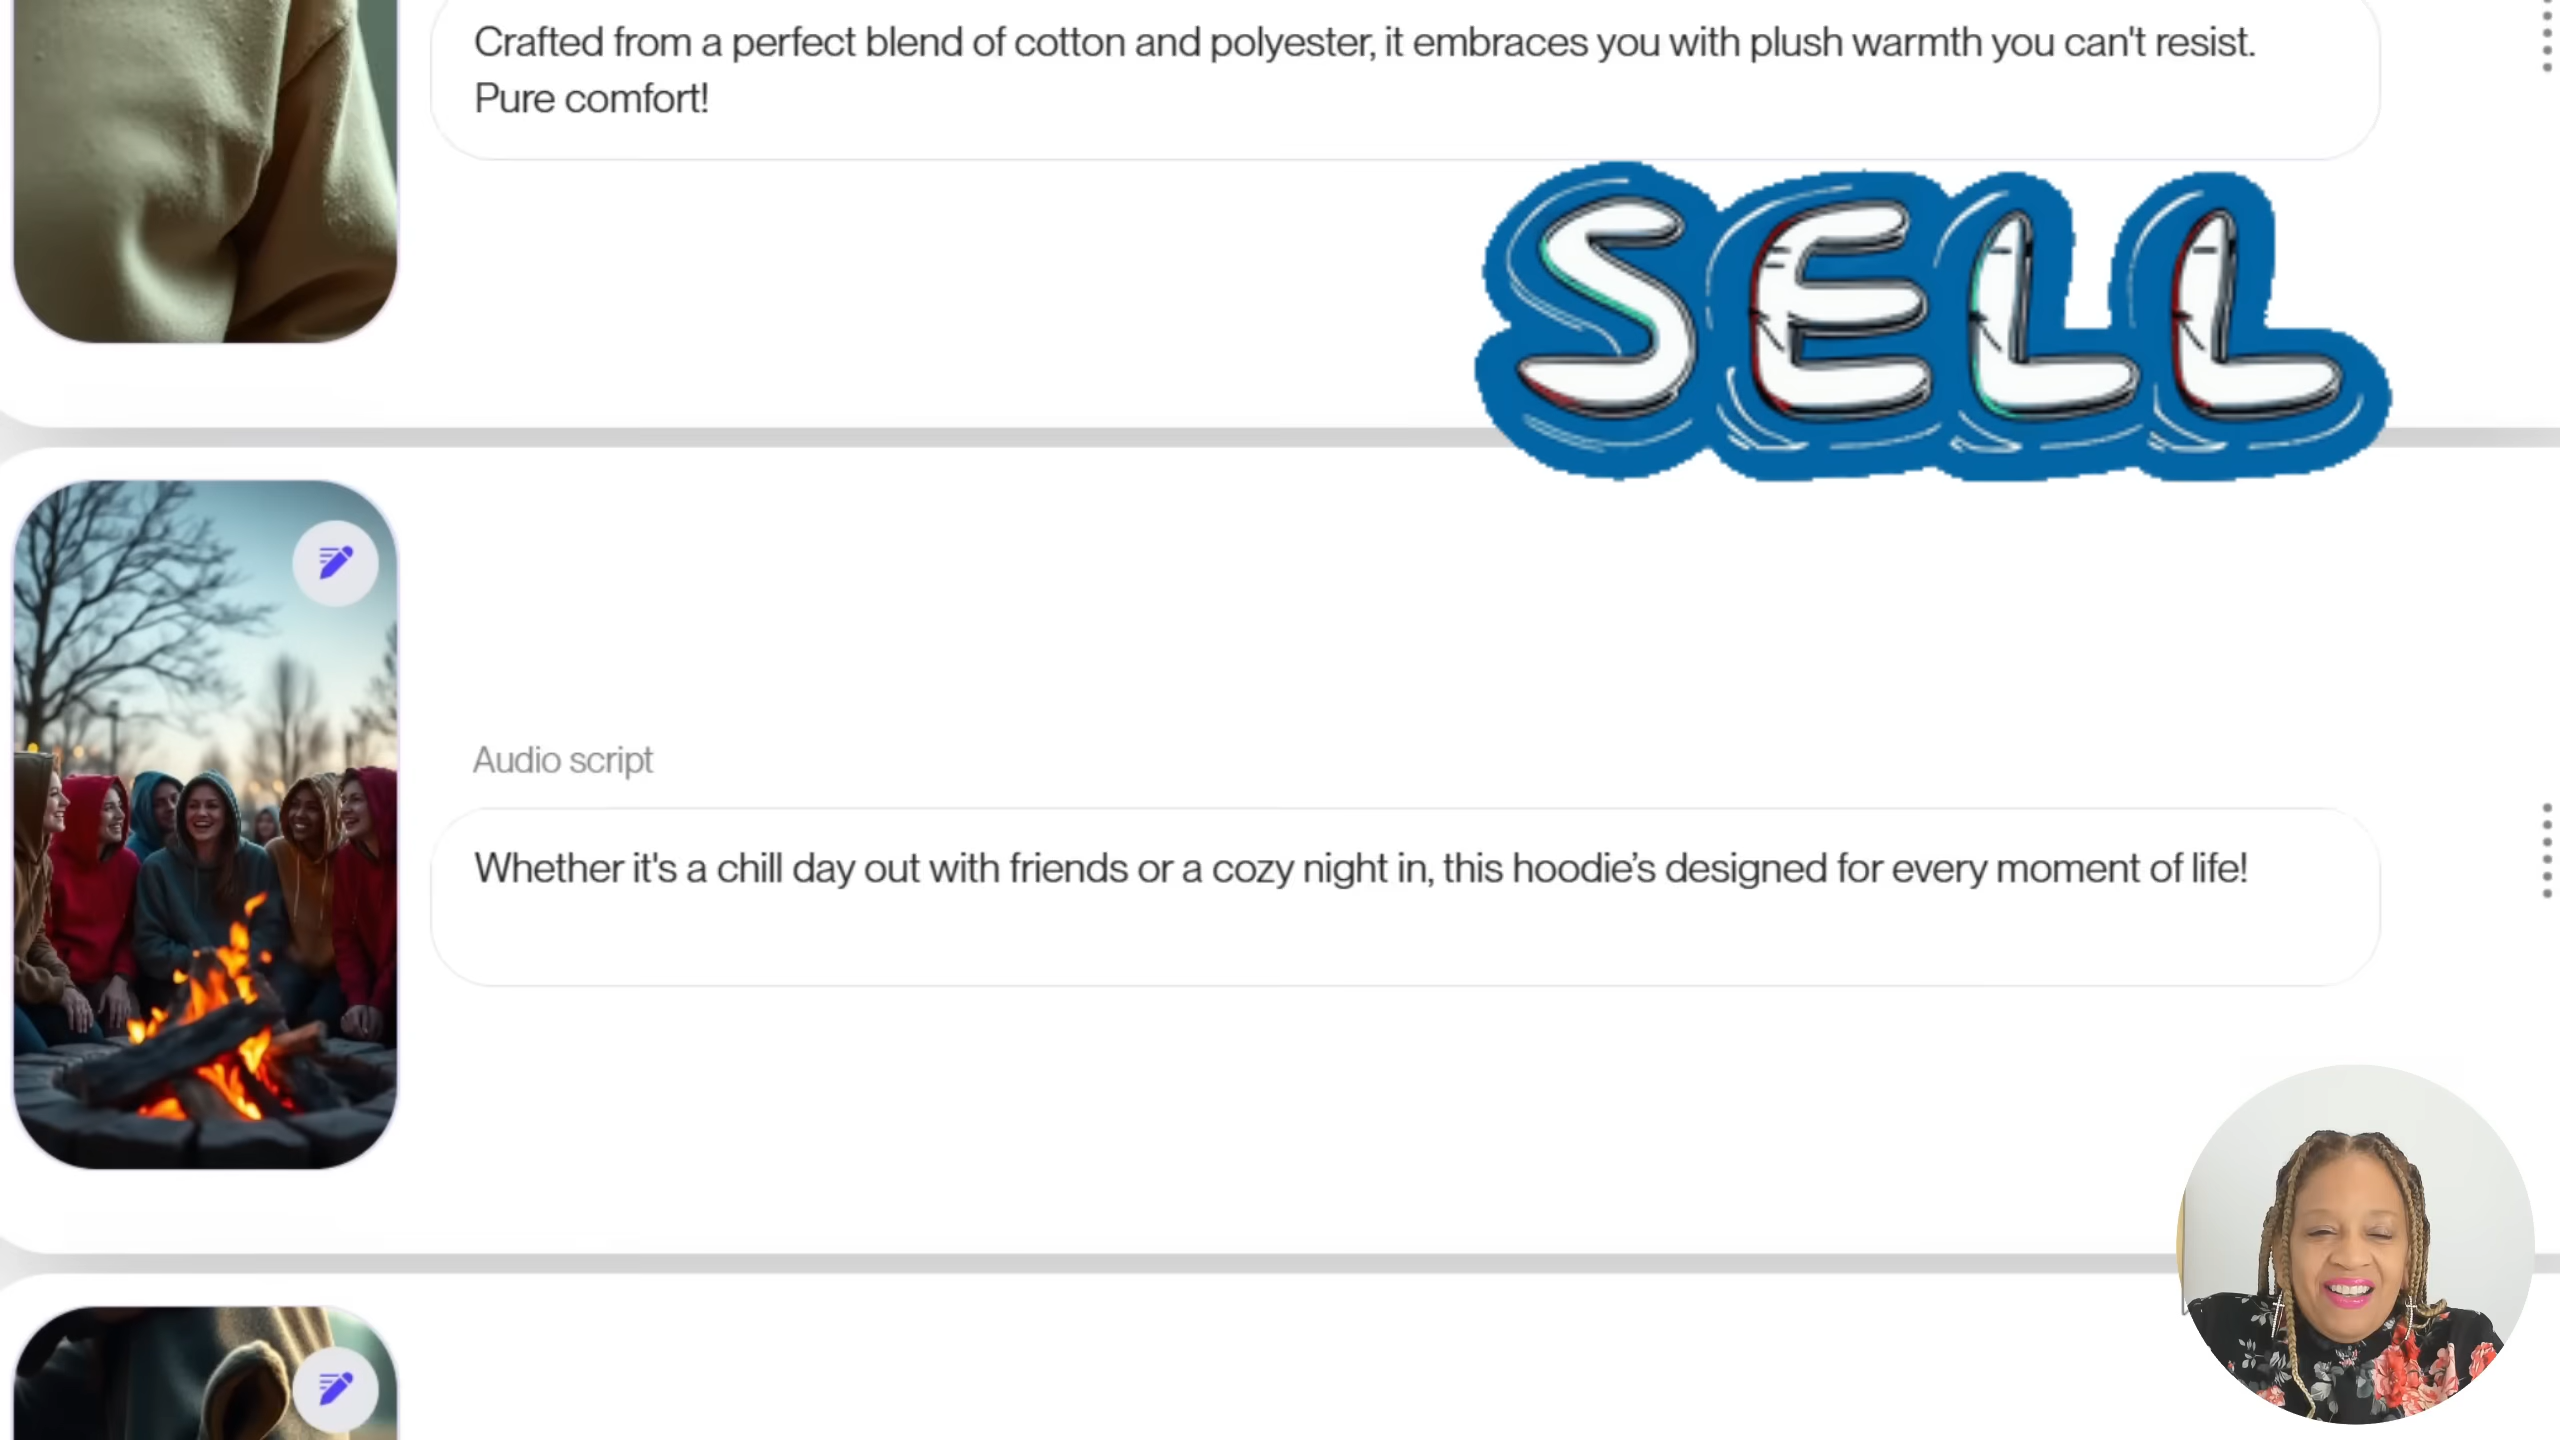 Crafted from a perfect blend of cotton and polyester, it embraces you with plush warmth you can't resist.
Pure comfort!
SELL
Audio script
Whether it's a chill day out with friends or a cozy night in, this hoodie’s designed for every moment of life!